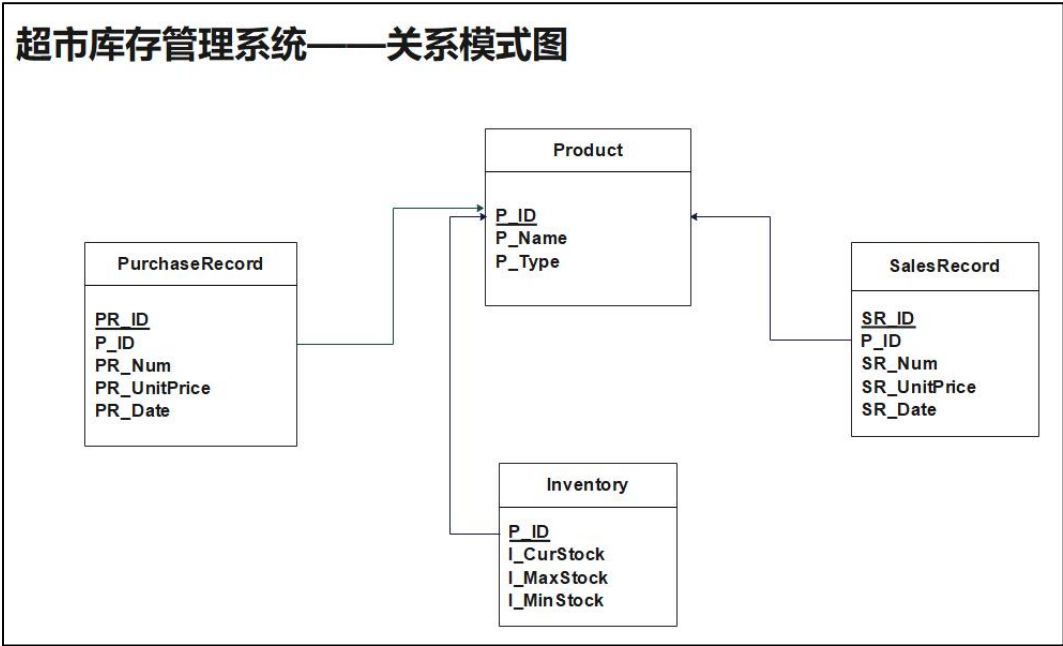 超市库存管理系统——关系模式图
Product
P_ID
P_Name
P_Type
PurchaseRecord
PR_ID
P_ID
PR_Num
PR_UnitPrice
PR_Date
SalesRecord
SR_ID
P_ID
SR_Num
SR_UnitPrice
SR_Date
Inventory
P_ID
I_CurStock
I_MaxStock
I_MinStock